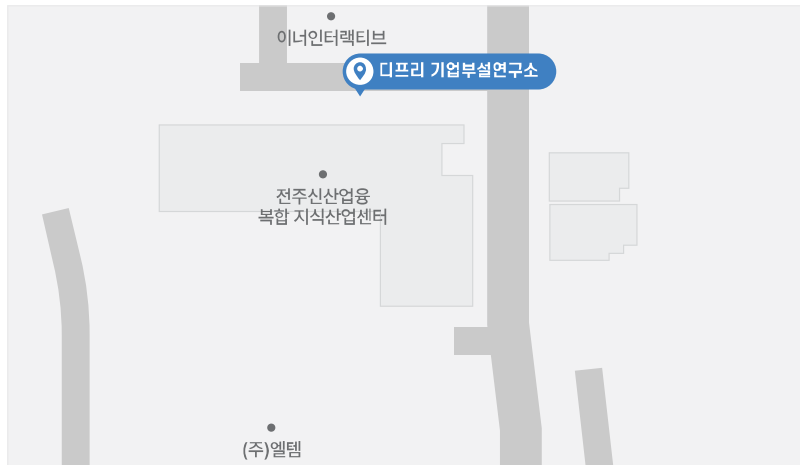 이너인터랙티브
디프리 기업부설연구소
전주신산업융
복합 지식산업센터
(주)엘템